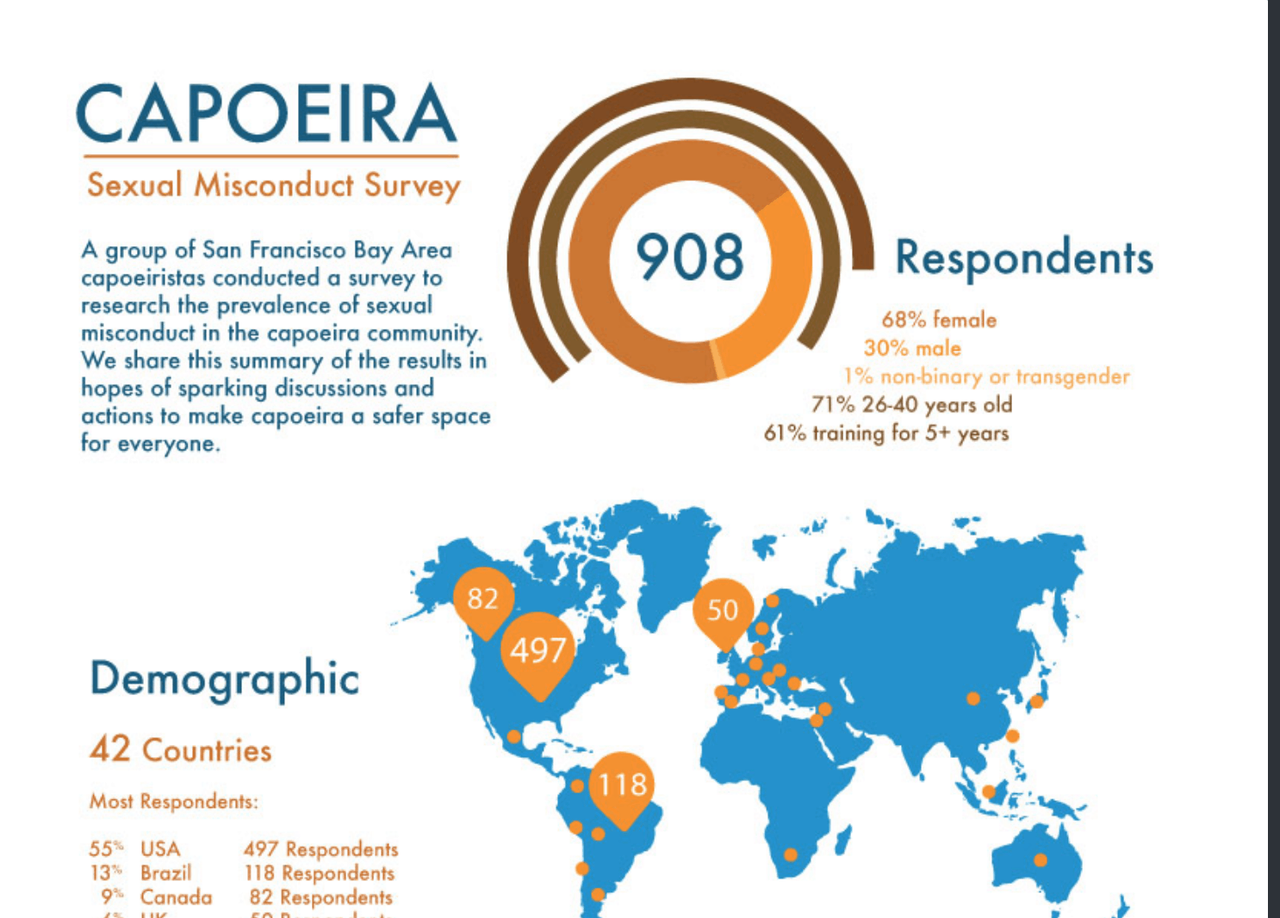 CAPOEIRA
Sexual Misconduct Survey
A group of San Francisco Bay Area
capoeiristas conducted a survey to
research the prevalence of sexual
misconduct in the capoeira community.
We share this summary of the results in
hopes of sparking discussions and
actions to make capoeira a safer space
for everyone.
908
Respondents
68% female
30% male
1% non-binary or transgender
71% 26-40 years old
61% training for 5+ years
82
497
50
118
Demographic
42 Countries
Most Respondents:
55% USA 497 Respondents
13% Brazil 118 Respondents
9% Canada 82 Respondents
6% UK 50 Respondents